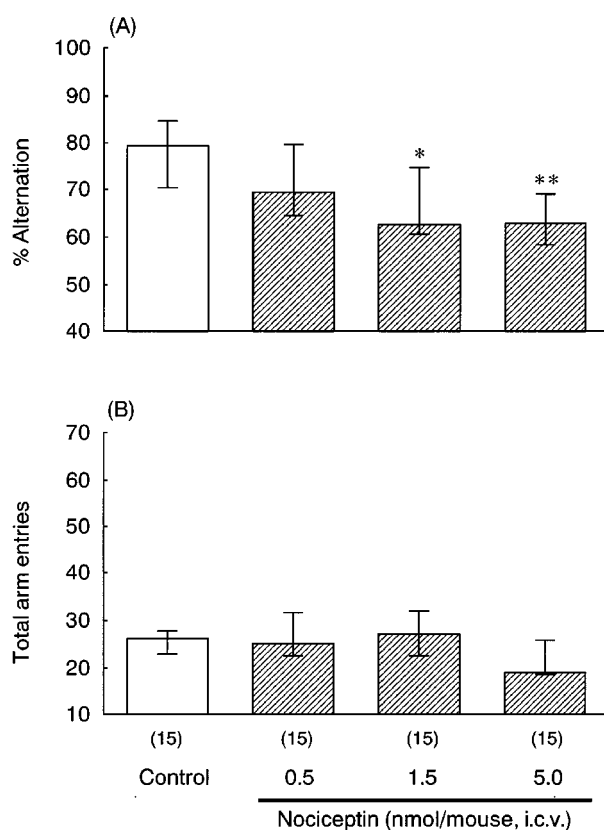 (A)
100
90
80
70
60
50
40
% Alternation
*
**
(B)
70
60
50
40
30
20
10
Total arm entries
(15) (15) (15) (15)
Control 0.5 1.5 5.0
Nociceptin (nmol/mouse, i.c.v.)